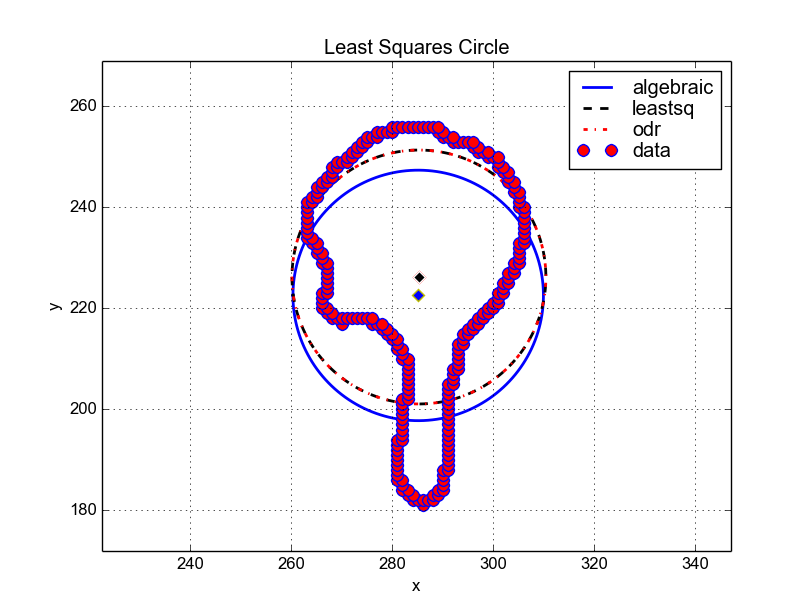 Least Squares Circle
algebraic
leastsq
odr
data
260
240
220
200
180
y
240
260
280
300
320
340
x